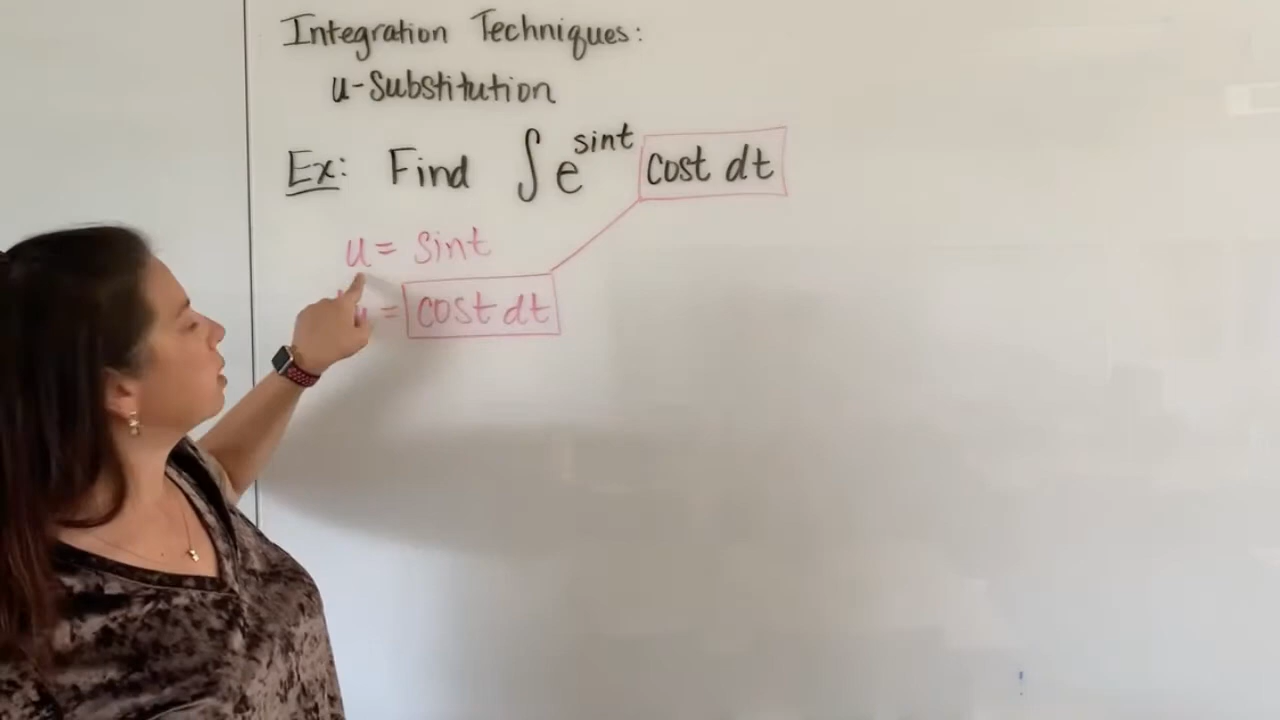 Integration Techniques:
u-Substitution
Ex: Find ∫ e^sint cost dt
u = sint
u = cost dt